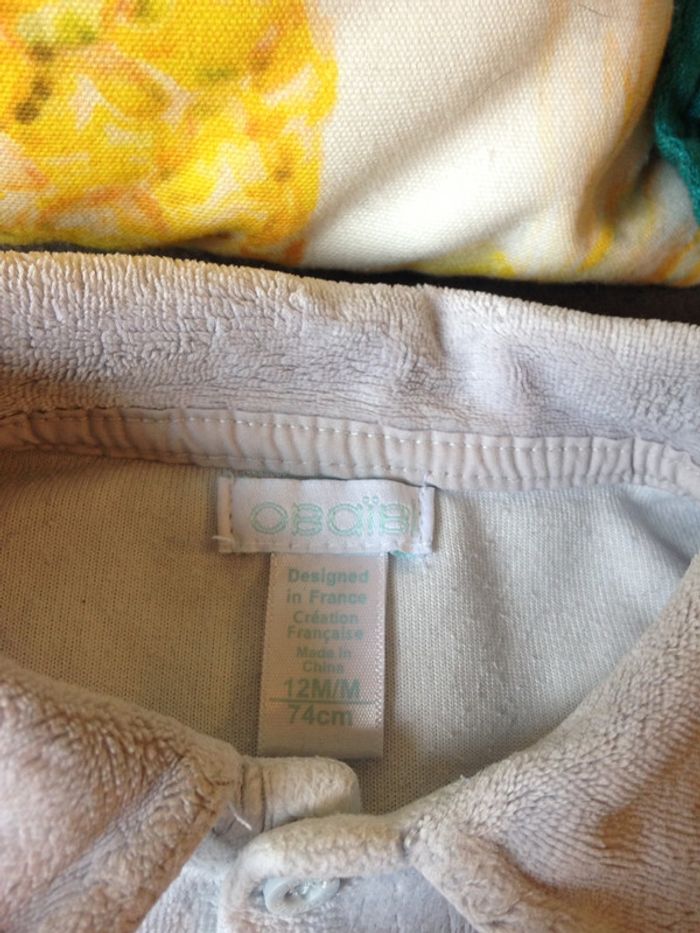 obaïbi
Designed
in France
Création
Française
Made in
China
12M/M
74cm